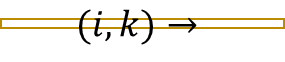 (i, k) →